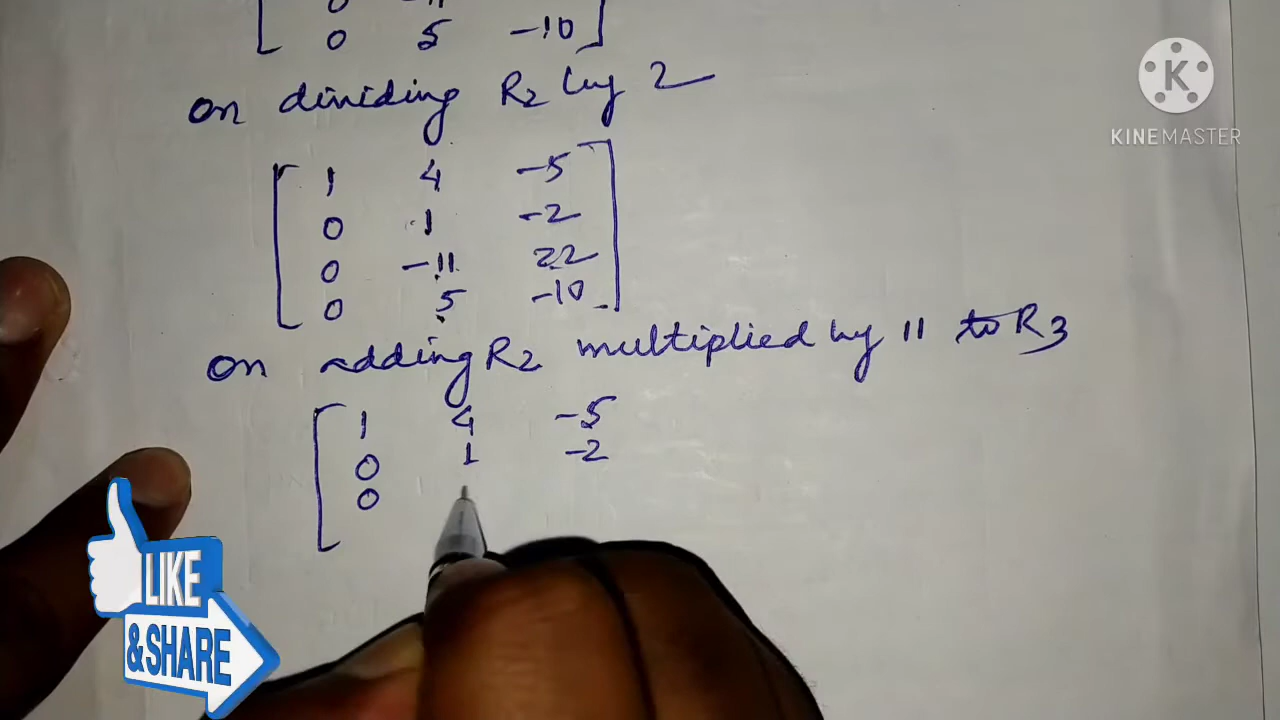 0 -11
0 5 -10
on dividing R2 by 2
1 4 -5
0 1 -2
0 -11 22
0 5 -10
on adding R2 multiplied by 11 to R3
1 4 -5
0 1 -2
0
K
KINEMASTER
LIKE
& SHARE